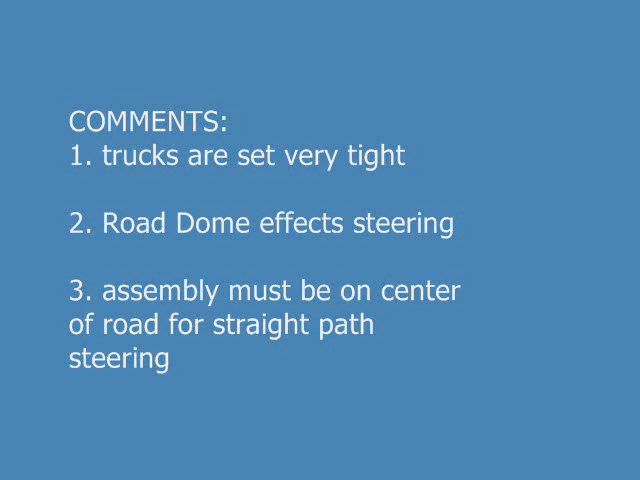 COMMENTS:
1. trucks are set very tight
2. Road Dome effects steering
3. assembly must be on center
of road for straight path
steering